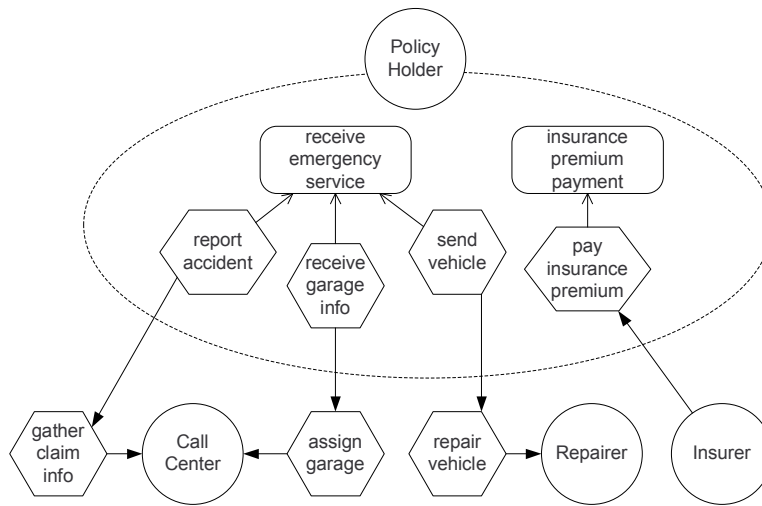 Policy
Holder
receive
emergency
service
insurance
premium
payment
report
accident
receive
garage
info
send
vehicle
pay
insurance
premium
gather
claim
info
Call
Center
assign
garage
repair
vehicle
Repairer
Insurer